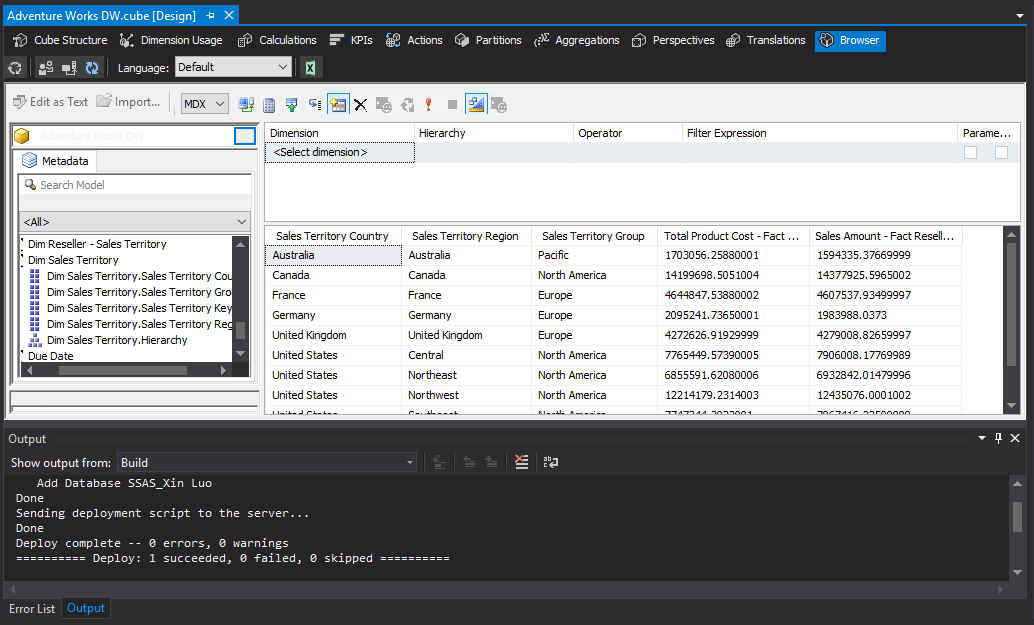 Adventure Works DW.cube [Design]
Cube Structure Dimension Usage Calculations KPIs Actions Partitions Aggregations Perspectives Translations Browser
Language: Default
Edit as Text Import... MDX
Adventure Works DW
Metadata
Search Model
<All>
Dim Reseller - Sales Territory
Dim Sales Territory
Dim Sales Territory.Sales Territory Cou
Dim Sales Territory.Sales Territory Gro
Dim Sales Territory.Sales Territory Key
Dim Sales Territory.Sales Territory Reg
Dim Sales Territory.Hierarchy
Due Date
Dimension Hierarchy Operator Filter Expression Parame...
<Select dimension>
Sales Territory Country Sales Territory Region Sales Territory Group Total Product Cost - Fact ... Sales Amount - Fact Resell...
Australia Australia Pacific 1703056.25880001 1594335.37669999
Canada Canada North America 14199698.5051004 14377925.5965002
France France Europe 4644847.53880002 4607537.93499997
Germany Germany Europe 2095241.73650001 1983988.0373
United Kingdom United Kingdom Europe 4272626.91929999 4279008.82659997
United States Central North America 7765449.57390005 7906008.17769989
United States Northeast North America 6855591.62080006 6932842.01479996
United States Northwest North America 12214179.2314003 12435076.0001002
United States Southeast North America
Output
Show output from: Build
Add Database SSAS_Xin Luo
Done
Sending deployment script to the server...
Done
Deploy complete -- 0 errors, 0 warnings
========== Deploy: 1 succeeded, 0 failed, 0 skipped ==========
Error List Output